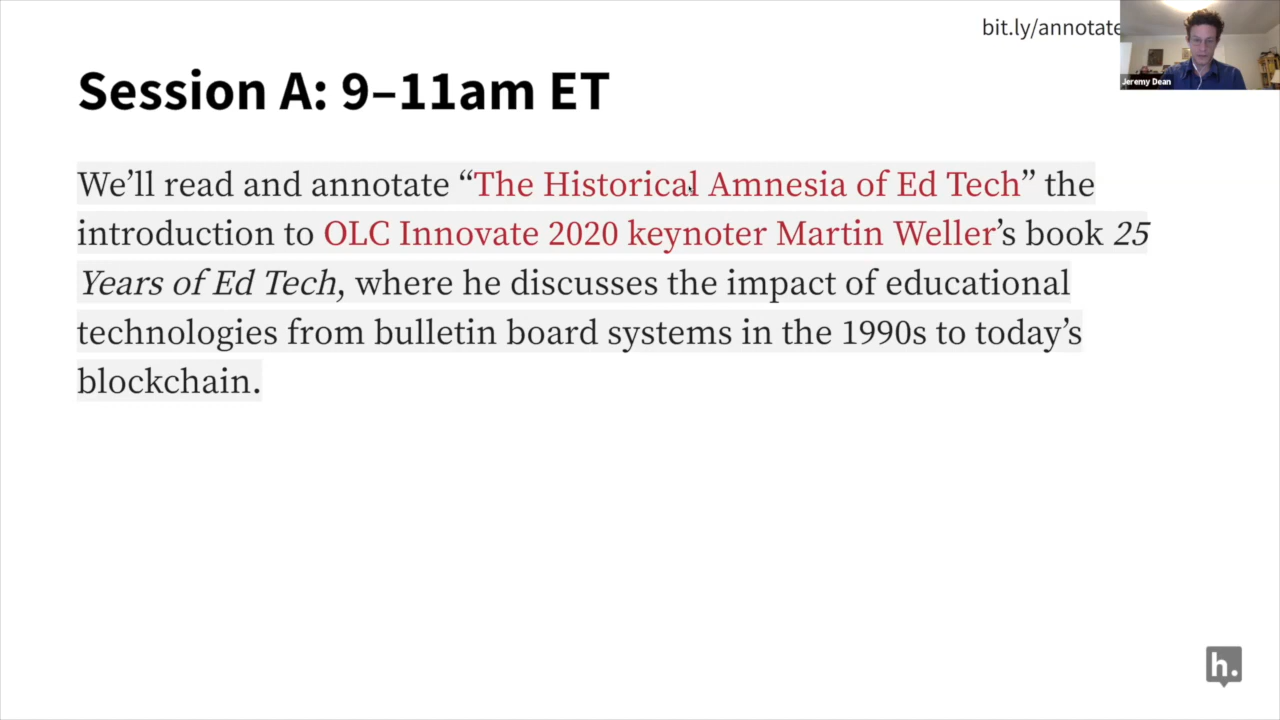 bit.ly/annotate
Jeremy Dean
Session A: 9–11am ET
We’ll read and annotate “The Historical Amnesia of Ed Tech” the
introduction to OLC Innovate 2020 keynoter Martin Weller’s book 25
Years of Ed Tech, where he discusses the impact of educational
technologies from bulletin board systems in the 1990s to today’s
blockchain.
h.